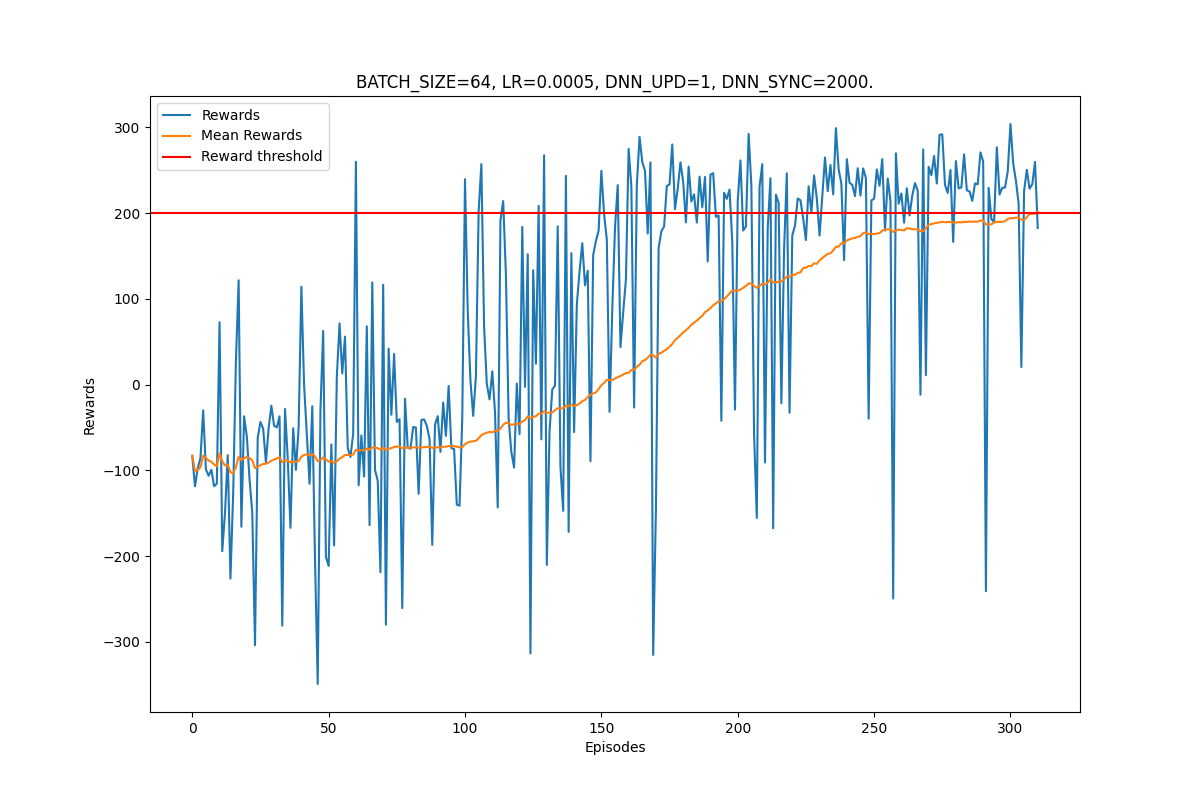 BATCH_SIZE=64, LR=0.0005, DNN_UPD=1, DNN_SYNC=2000.
Rewards
Mean Rewards
Reward threshold
300
200
100
0
−100
−200
−300
Rewards
0 50 100 150 200 250 300
Episodes